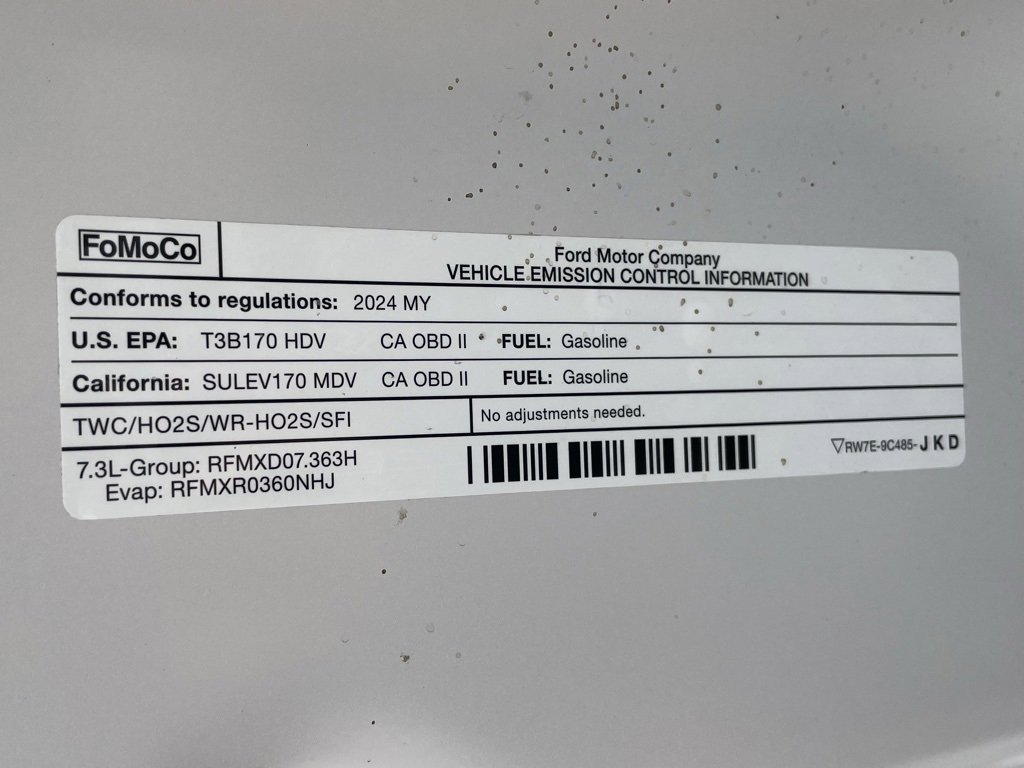 FoMoCo
Ford Motor Company
VEHICLE EMISSION CONTROL INFORMATION
Conforms to regulations: 2024 MY
U.S. EPA: T3B170 HDV CA OBD II FUEL: Gasoline
California: SULEV170 MDV CA OBD II FUEL: Gasoline
TWC/HO2S/WR-HO2S/SFI No adjustments needed.
7.3L-Group: RFMXD07.363H
Evap: RFMXR0360NHJ
▽RW7E-9C485-JKD